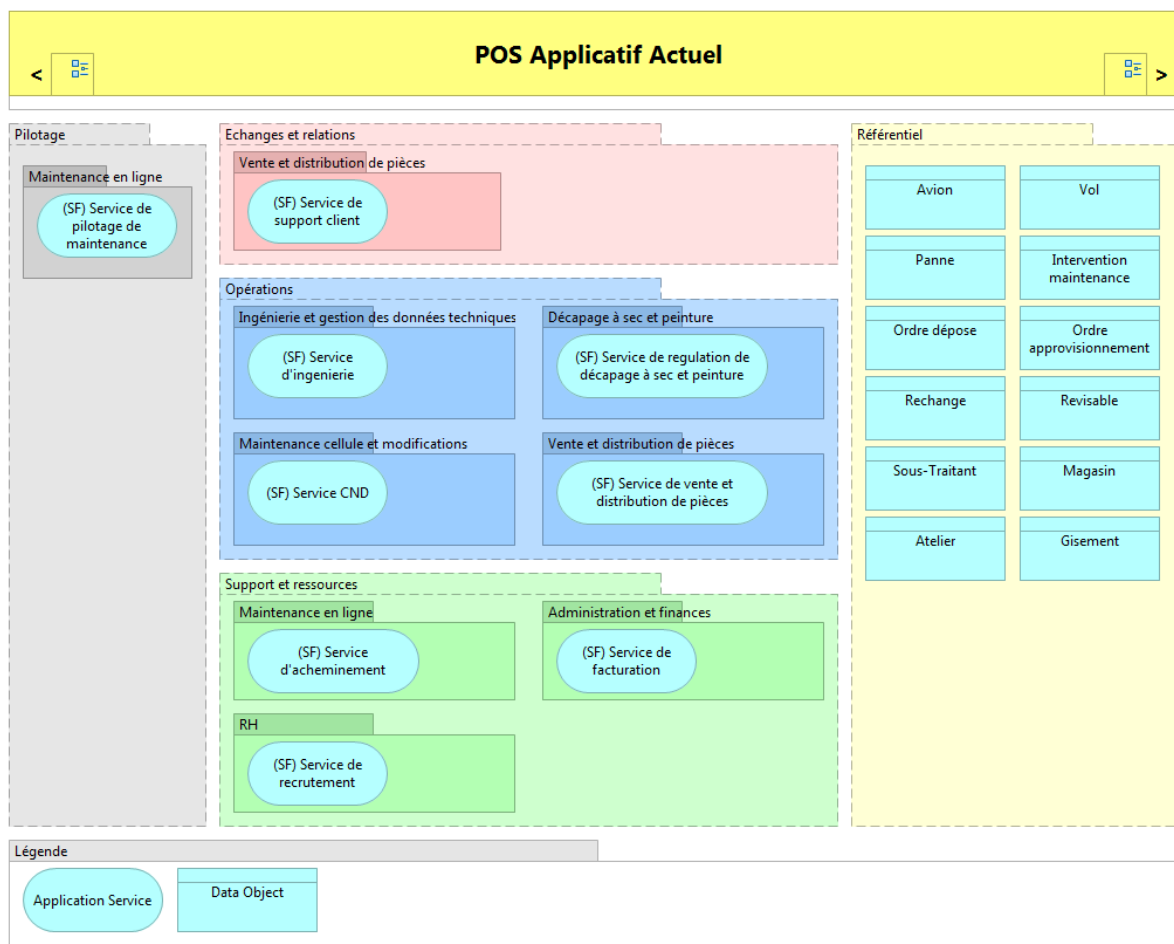 POS Applicatif Actuel
<
>
Pilotage
Maintenance en ligne
(SF) Service de
pilotage de
maintenance
Echanges et relations
Vente et distribution de pièces
(SF) Service de
support client
Opérations
Ingénierie et gestion des données techniques
(SF) Service
d'ingenierie
Décapage à sec et peinture
(SF) Service de regulation de
décapage à sec et peinture
Maintenance cellule et modifications
(SF) Service CND
Vente et distribution de pièces
(SF) Service de vente et
distribution de pièces
Support et ressources
Maintenance en ligne
(SF) Service
d'acheminement
Administration et finances
(SF) Service de
facturation
RH
(SF) Service de
recrutement
Référentiel
Avion
Vol
Panne
Intervention
maintenance
Ordre dépose
Ordre
approvisionnement
Rechange
Revisable
Sous-Traitant
Magasin
Atelier
Gisement
Légende
Application Service
Data Object